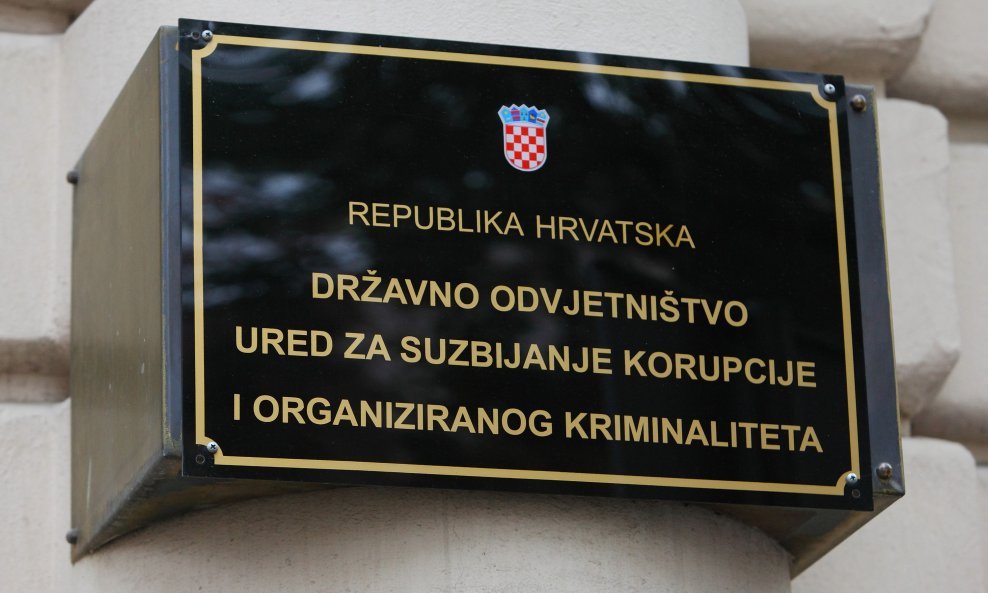 REPUBLIKA HRVATSKA
DRŽAVNO ODVJETNIŠTVO
URED ZA SUZBIJANJE KORUPCIJE
I ORGANIZIRANOG KRIMINALITETA